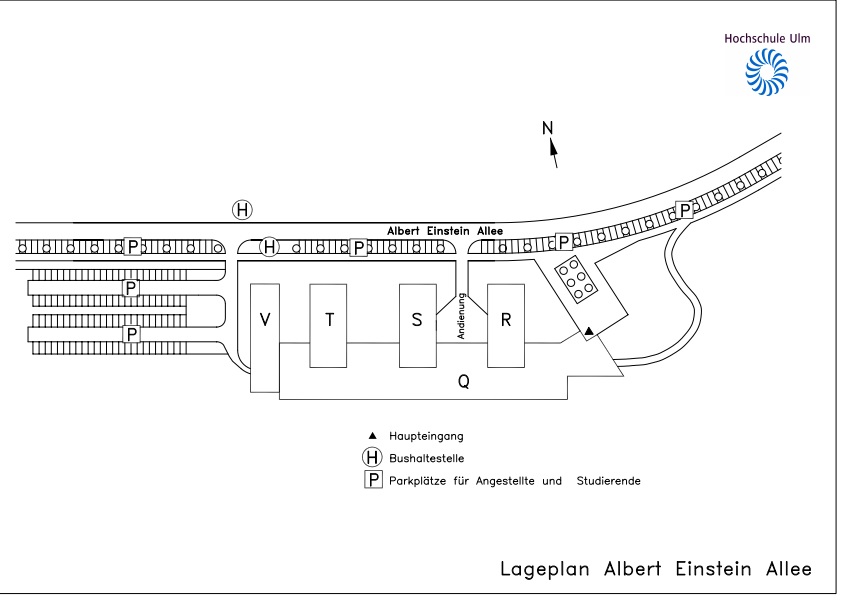 Hochschule Ulm
N
H
Albert Einstein Allee
P
H
P
P
P
P
P
V
T
S
Andienung
R
Q
Haupteingang
H Bushaltestelle
P Parkplätze für Angestellte und Studierende
Lageplan Albert Einstein Allee